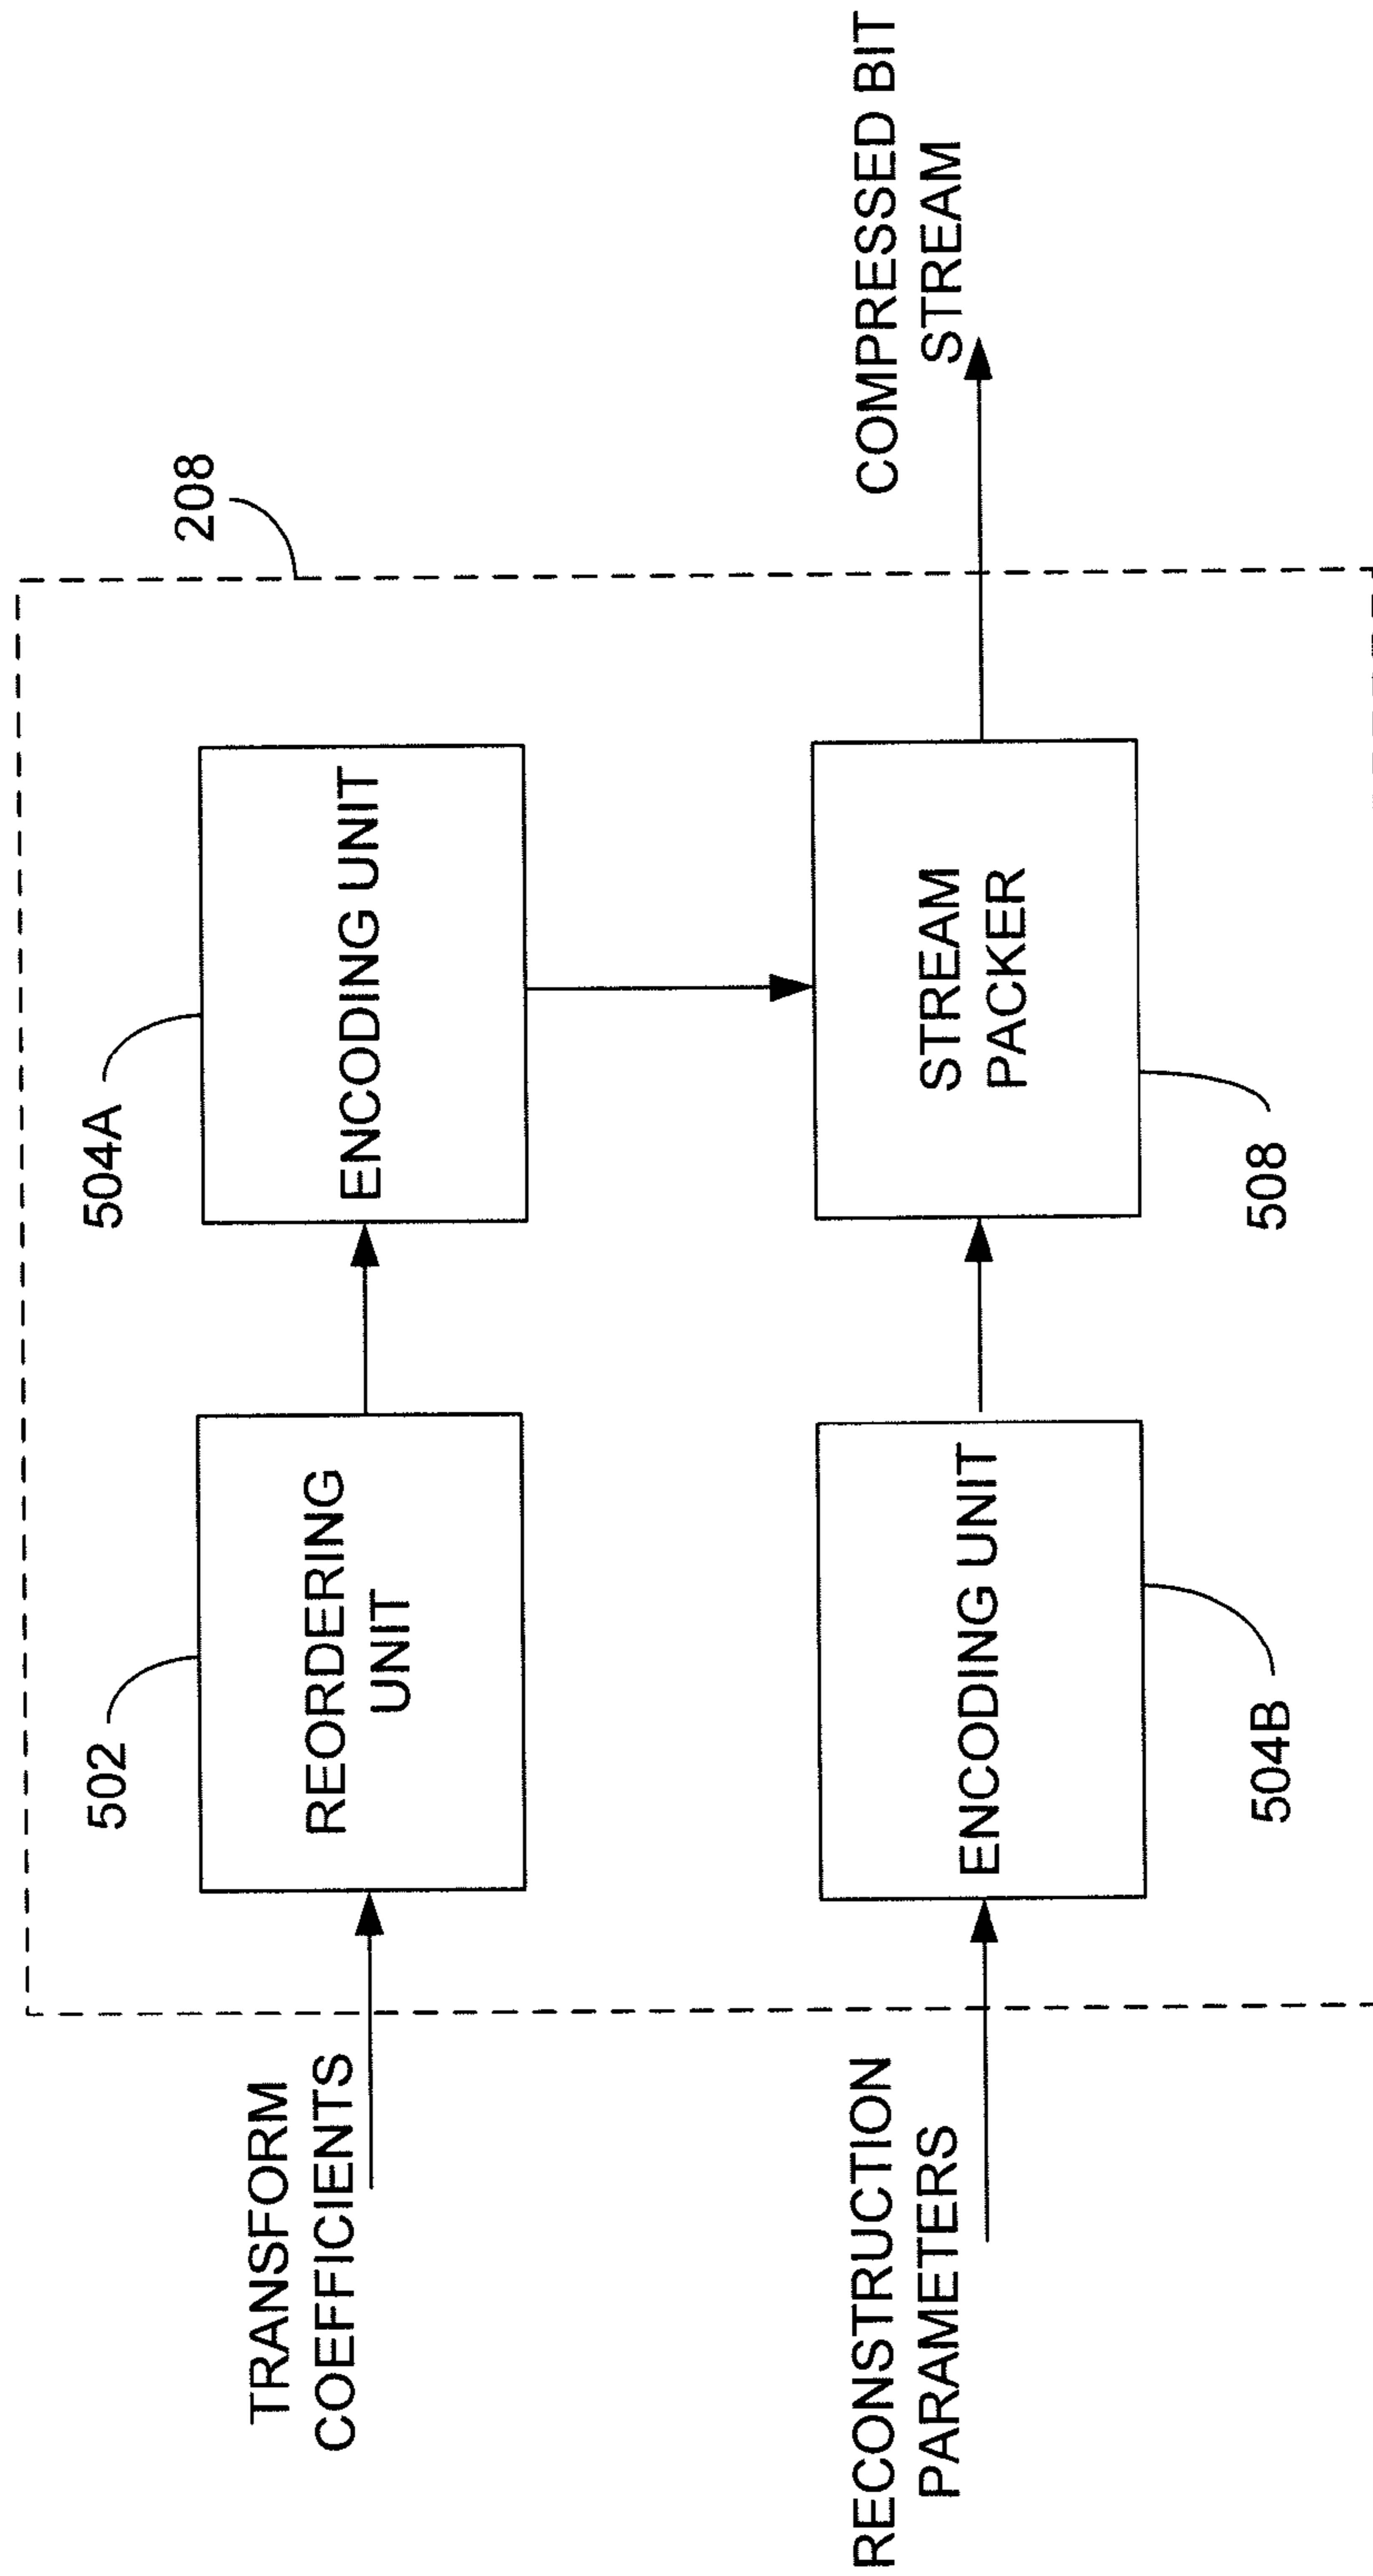 208
504A
502
TRANSFORM
COEFFICIENTS
REORDERING
UNIT
ENCODING UNIT
RECONSTRUCTION
PARAMETERS
ENCODING UNIT
STREAM
PACKER
COMPRESSED BIT
STREAM
504B
508